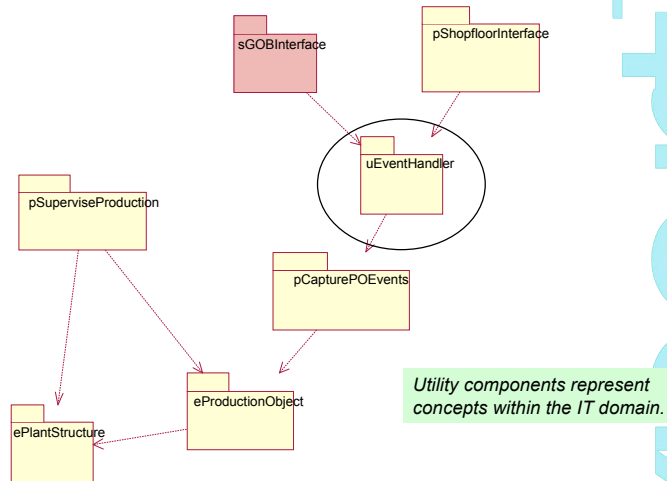 sGOBInterface
pShopfloorInterface
uEventHandler
pSuperviseProduction
pCapturePOEvents
eProductionObject
ePlantStructure
Utility components represent
concepts within the IT domain.